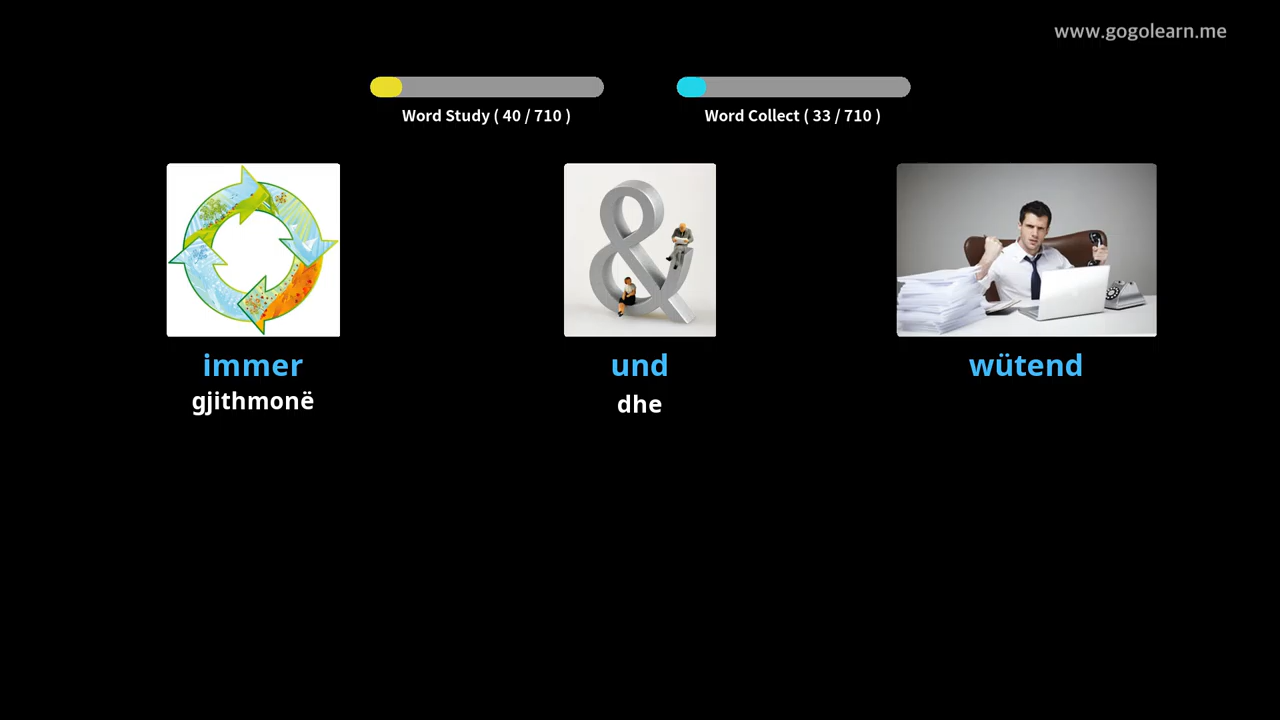 www.gogolearn.me
Word Study ( 40 / 710 )
Word Collect ( 33 / 710 )
&
immer
und
wütend
gjithmonë
dhe